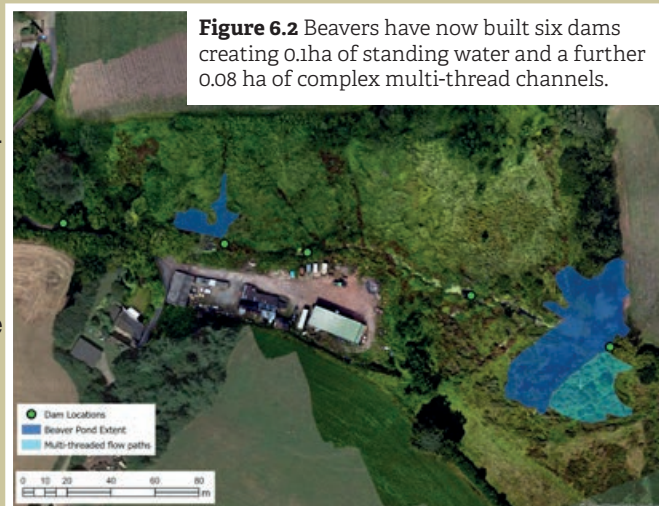 Figure 6.2 Beavers have now built six dams
creating 0.1ha of standing water and a further
0.08 ha of complex multi-thread channels.
N
Dam Locations
Beaver Pond Extent
Multi-threaded flow paths
0 10 20 40 60 80
m